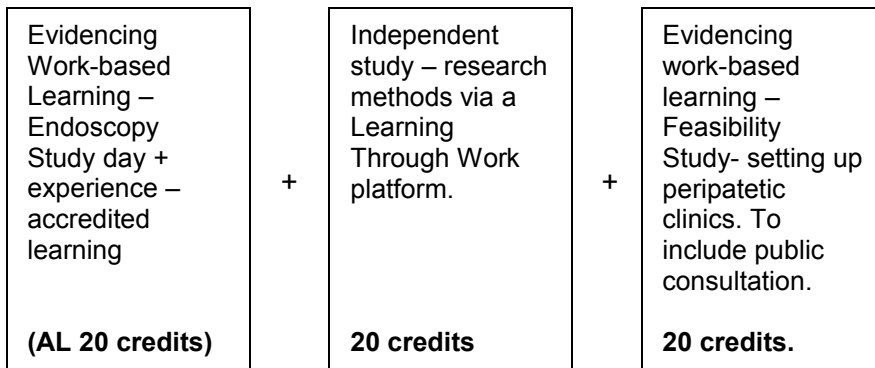 Evidencing
Work-based
Learning –
Endoscopy
Study day +
experience –
accredited
learning
(AL 20 credits)
+
Independent
study – research
methods via a
Learning
Through Work
platform.
20 credits
+
Evidencing
work-based
learning –
Feasibility
Study- setting up
peripatetic
clinics. To
include public
consultation.
20 credits.